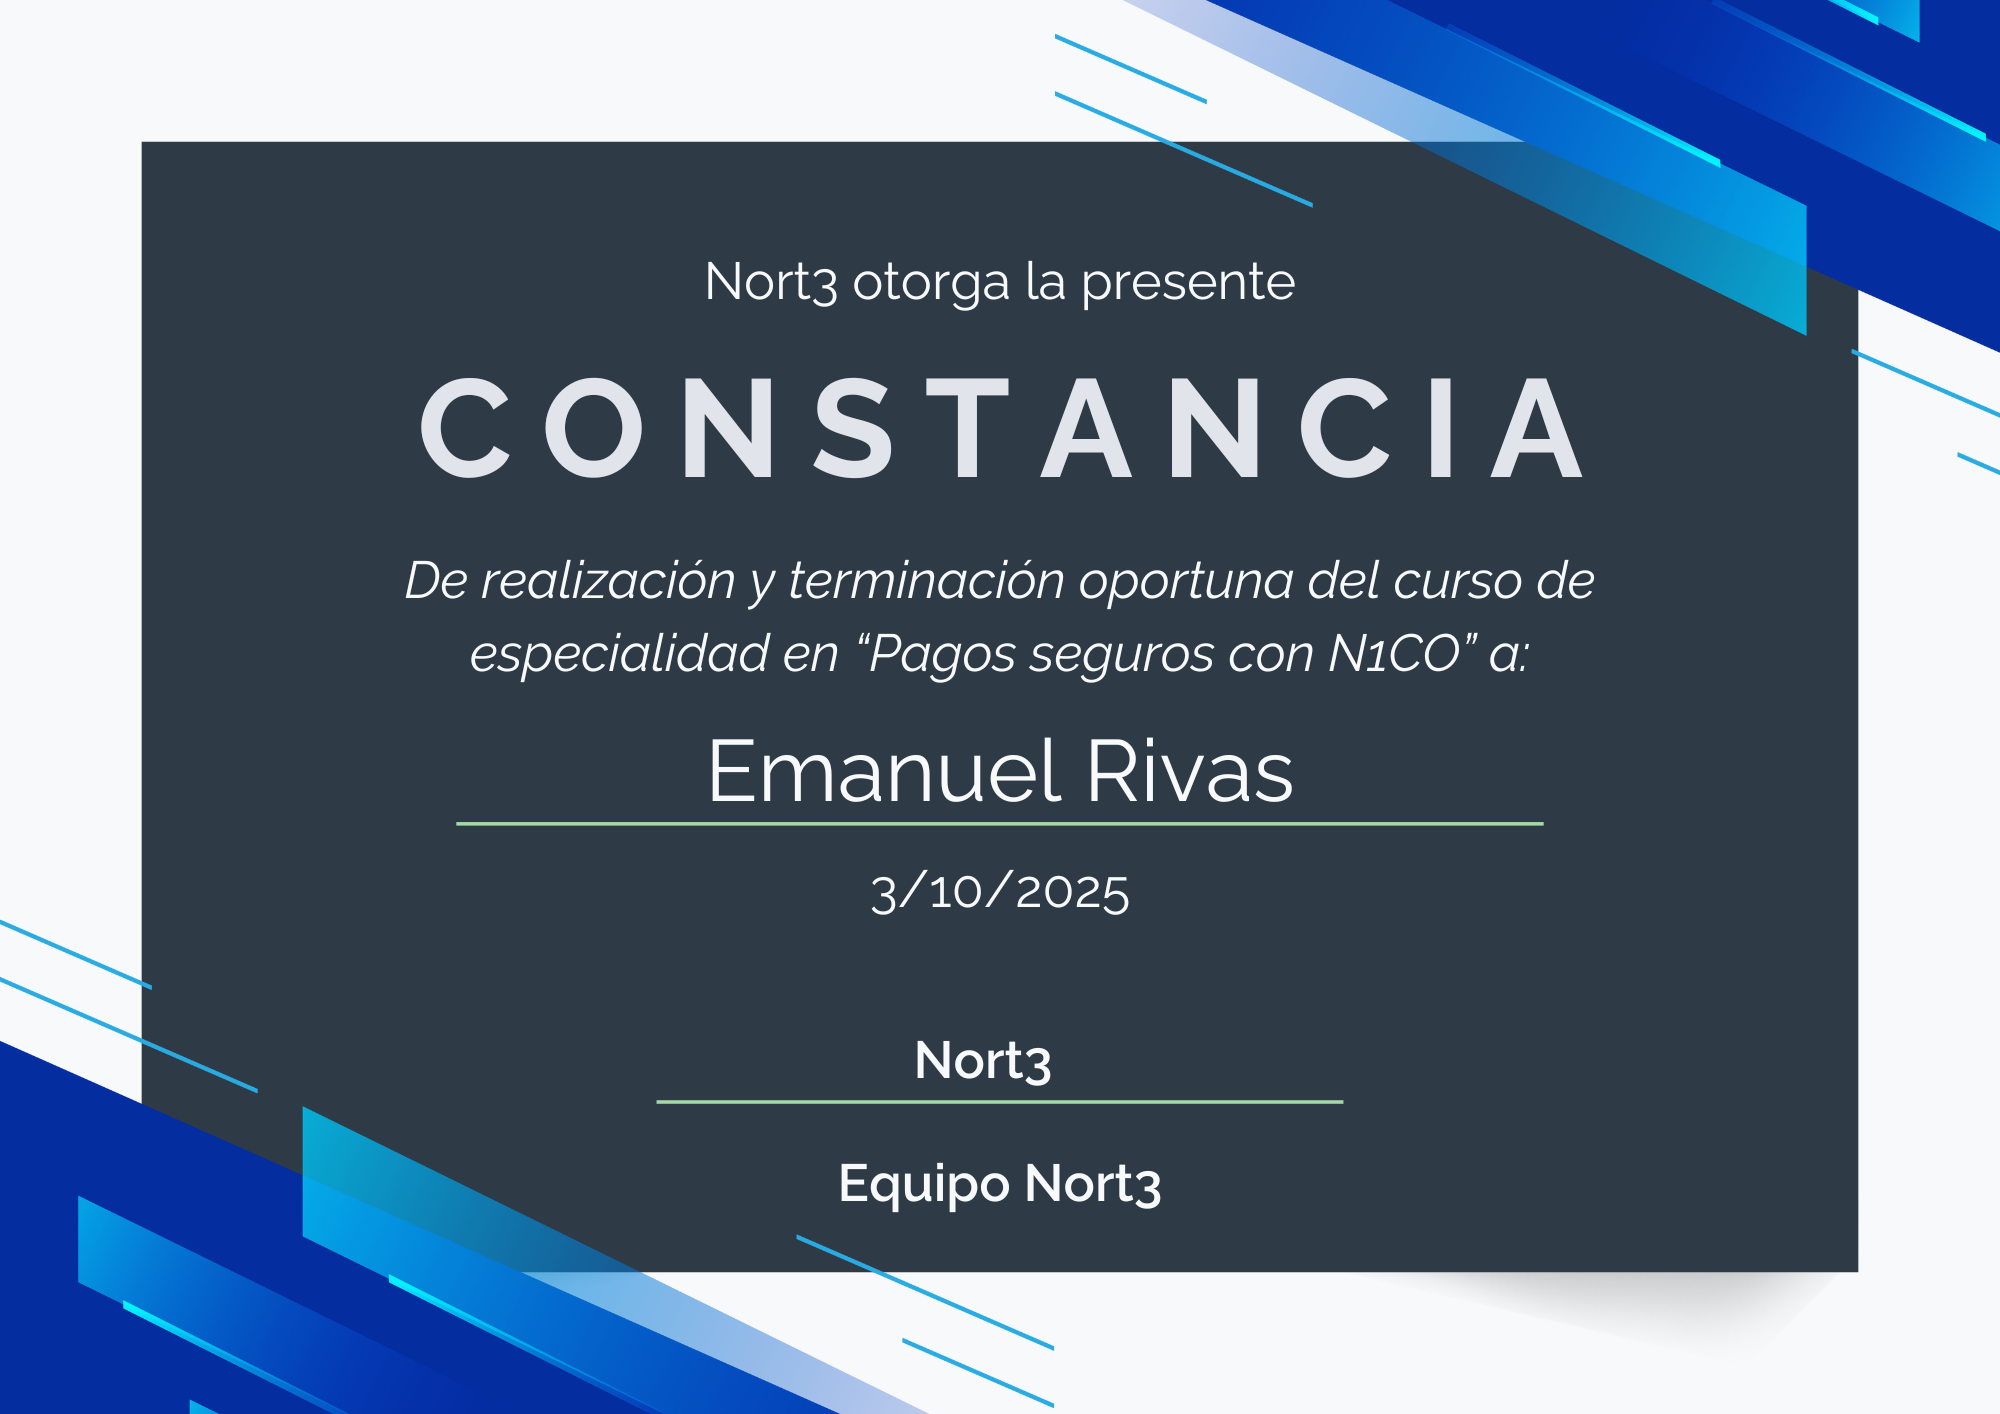 Nort3 otorga la presente
CONSTANCIA
De realización y terminación oportuna del curso de
especialidad en “Pagos seguros con N1CO” a:
Emanuel Rivas
3/10/2025
Nort3
Equipo Nort3